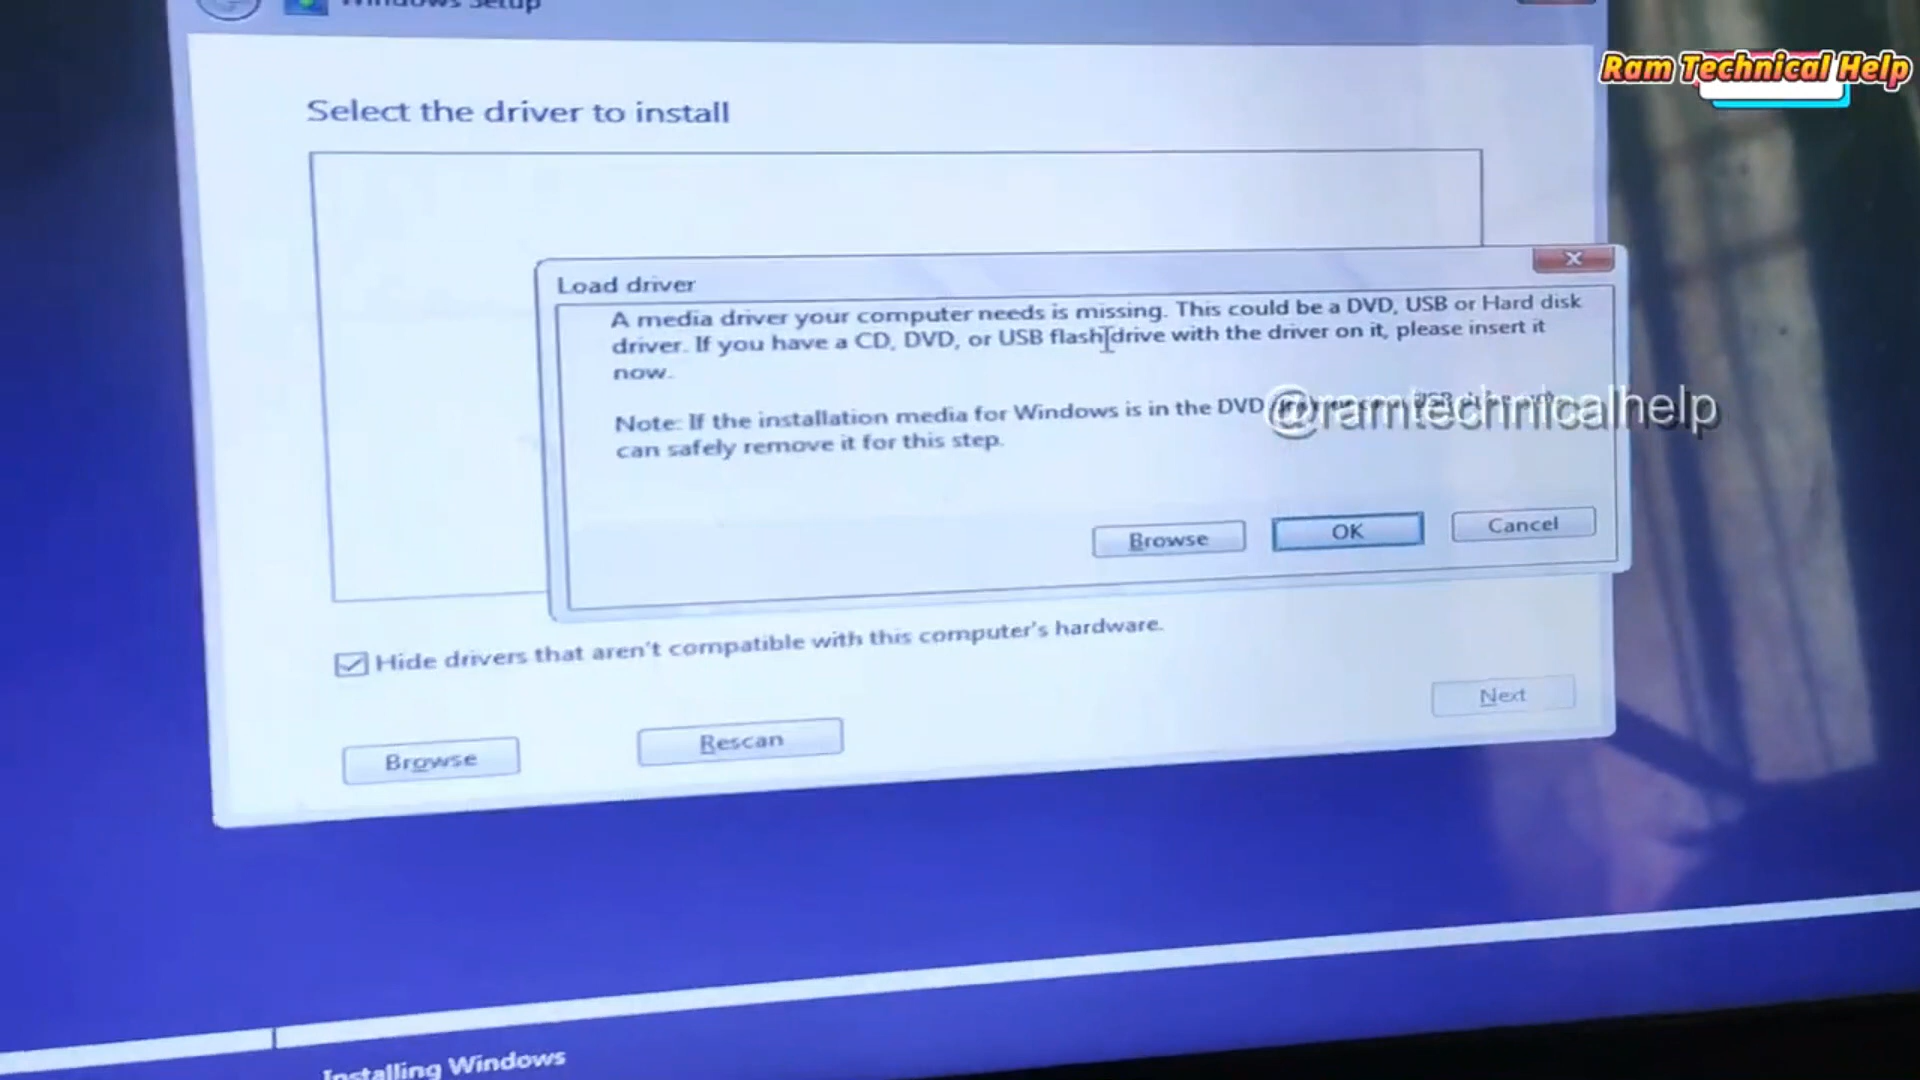 Windows Setup
Ram Technical Help
Select the driver to install
Load driver
A media driver your computer needs is missing. This could be a DVD, USB or Hard disk
driver. If you have a CD, DVD, or USB flash drive with the driver on it, please insert it
now.
Note: If the installation media for Windows is in the DVD
@ramtechnicalhelp
can safely remove it for this step.
Browse
OK
Cancel
Hide drivers that aren't compatible with this computer's hardware.
Next
Browse
Rescan
Installing Windows